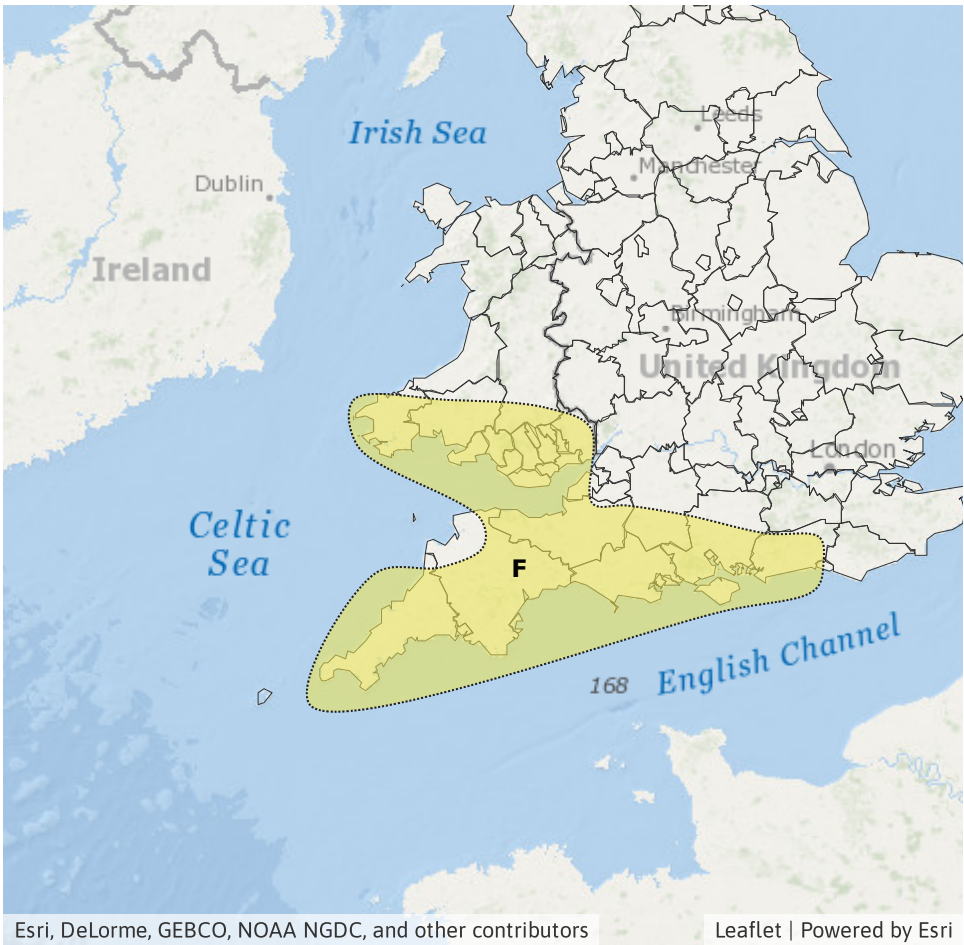 Leeds
Irish Sea
Manchester
Dublin
Ireland
Birmingham
United Kingdom
London
Celtic
Sea
F
English Channel
168
Esri, DeLorme, GEBCO, NOAA NGDC, and other contributors
Leaflet | Powered by Esri